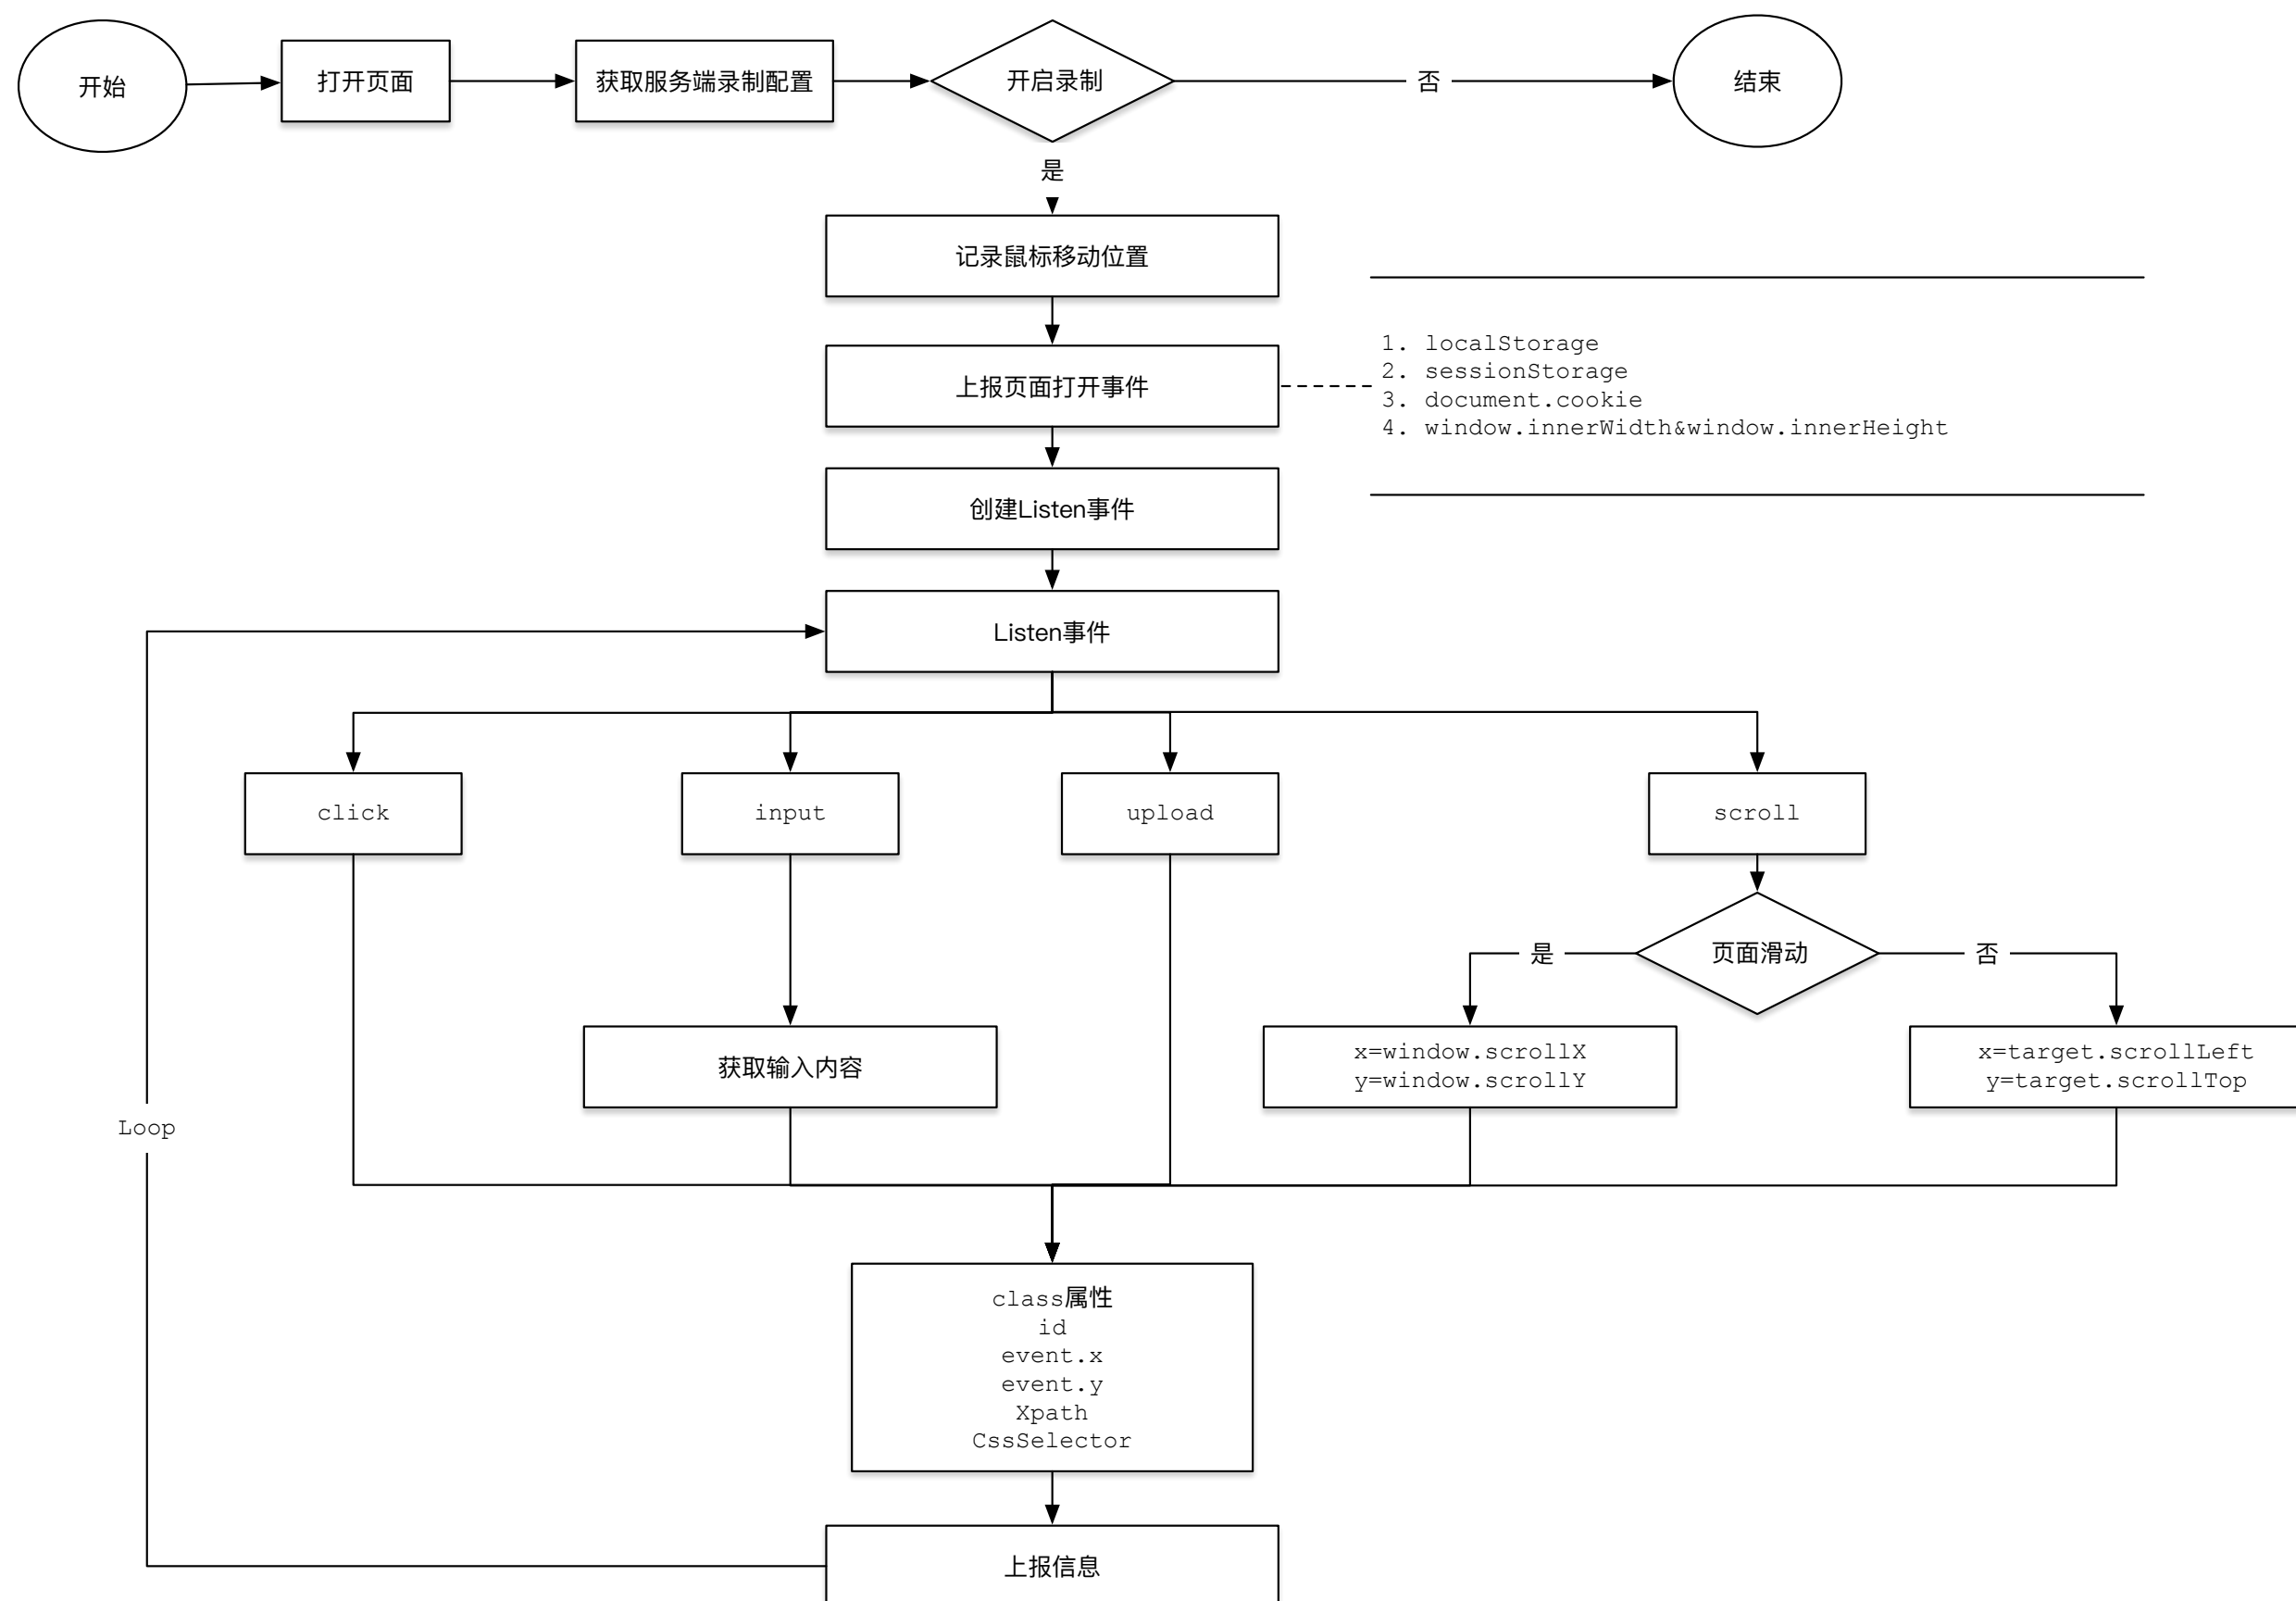 开始
打开页面
获取服务端录制配置
开启录制
否
结束
是
记录鼠标移动位置
上报页面打开事件
1. localStorage
2. sessionStorage
3. document.cookie
4. window.innerWidth&window.innerHeight
创建Listen事件
Listen事件
click
input
upload
scroll
是
页面滑动
否
获取输入内容
x=window.scrollX
y=window.scrollY
x=target.scrollLeft
y=target.scrollTop
Loop
class属性
id
event.x
event.y
Xpath
CssSelector
上报信息